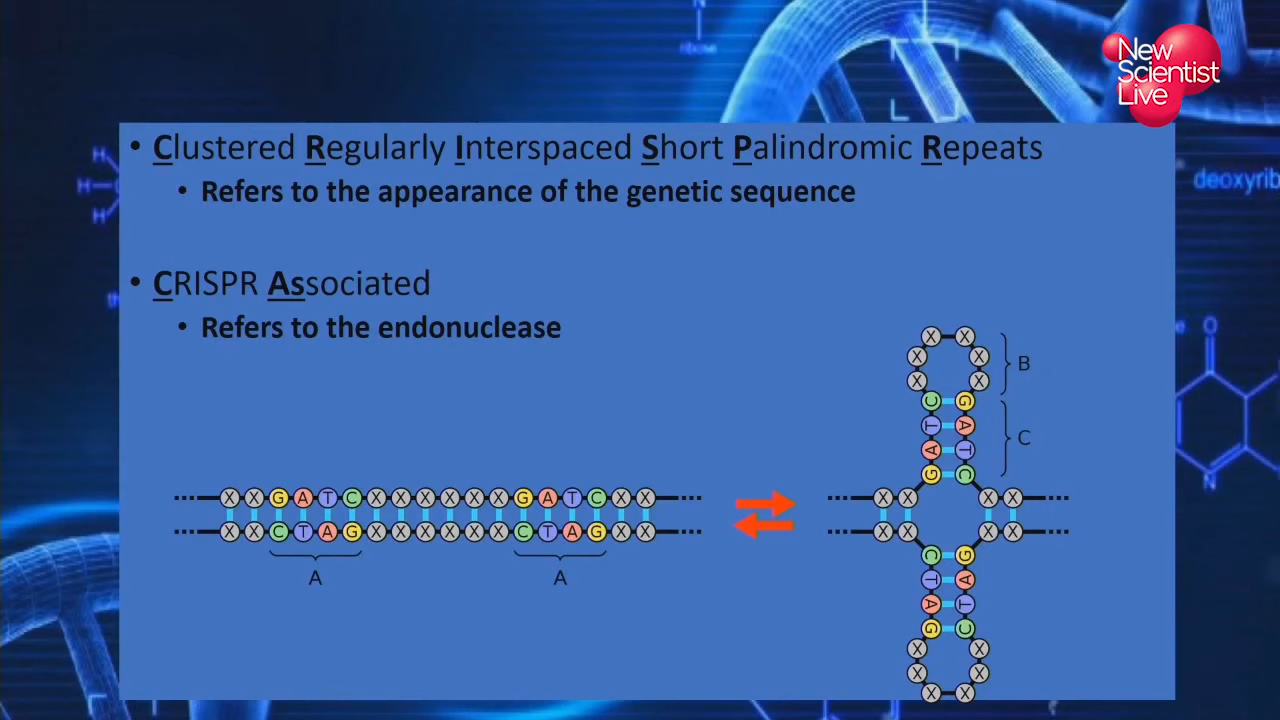 New
Scientist
Live
ribose
• Clustered Regularly Interspaced Short Palindromic Repeats
• Refers to the appearance of the genetic sequence
• CRISPR Associated
• Refers to the endonuclease
H
H
H
deoxyrib
O
N
X X
X X B
X X
C G
T A
A T C
G C
X X G A T C X X X X X X G A T C X X
X X X X
X X C T A G X X X X X X C T A G X X
X X X X
A A
C G
T A
A T
G C
X X
X X
X X